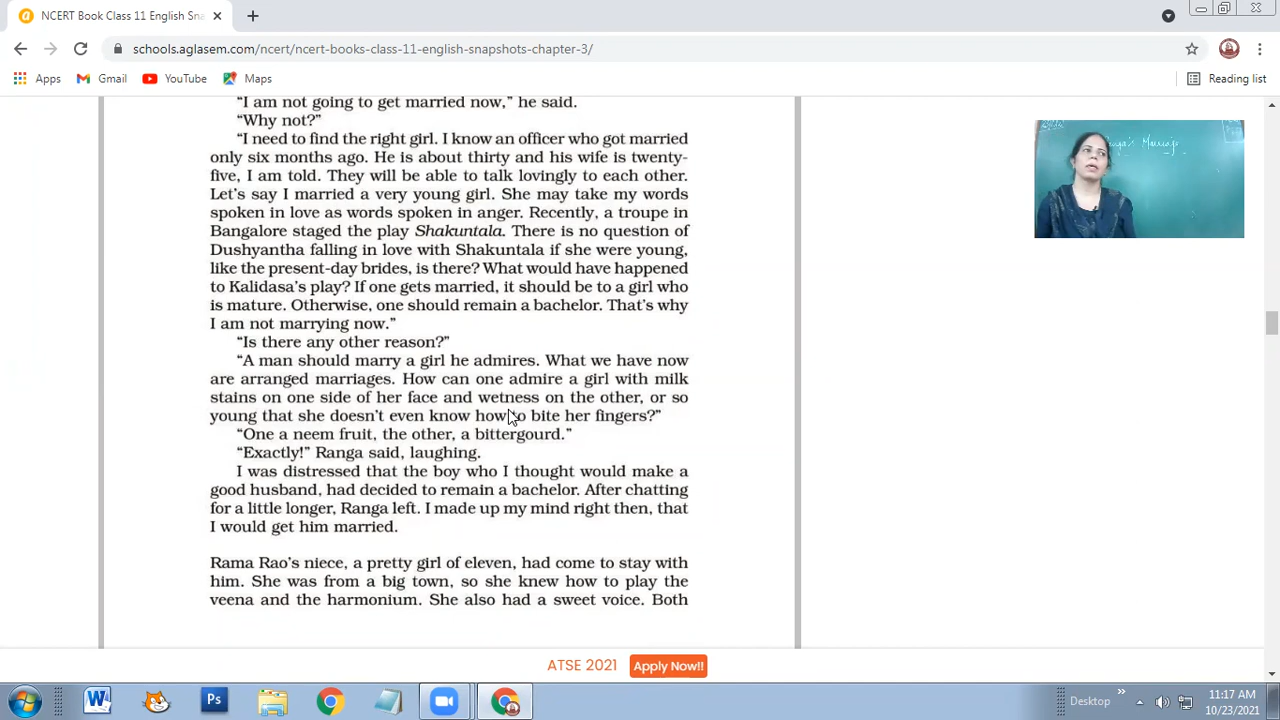 NCERT Book Class 11 English Sna
schools.aglasem.com/ncert/ncert-books-class-11-english-snapshots-chapter-3/
Apps Gmail YouTube Maps Reading list
“I am not going to get married now,” he said.
“Why not?”
“I need to find the right girl. I know an officer who got married
only six months ago. He is about thirty and his wife is twenty-
five, I am told. They will be able to talk lovingly to each other.
Let’s say I married a very young girl. She may take my words
spoken in love as words spoken in anger. Recently, a troupe in
Bangalore staged the play Shakuntala. There is no question of
Dushyantha falling in love with Shakuntala if she were young,
like the present-day brides, is there? What would have happened
to Kalidasa’s play? If one gets married, it should be to a girl who
is mature. Otherwise, one should remain a bachelor. That’s why
I am not marrying now.”
“Is there any other reason?”
“A man should marry a girl he admires. What we have now
are arranged marriages. How can one admire a girl with milk
stains on one side of her face and wetness on the other, or so
young that she doesn’t even know how to bite her fingers?”
“One a neem fruit, the other, a bittergourd.”
“Exactly!” Ranga said, laughing.
I was distressed that the boy who I thought would make a
good husband, had decided to remain a bachelor. After chatting
for a little longer, Ranga left. I made up my mind right then, that
I would get him married.
Rama Rao’s niece, a pretty girl of eleven, had come to stay with
him. She was from a big town, so she knew how to play the
veena and the harmonium. She also had a sweet voice. Both
Marriage
ATSE 2021 Apply Now!!
W Ps Desktop
11:17 AM
10/23/2021